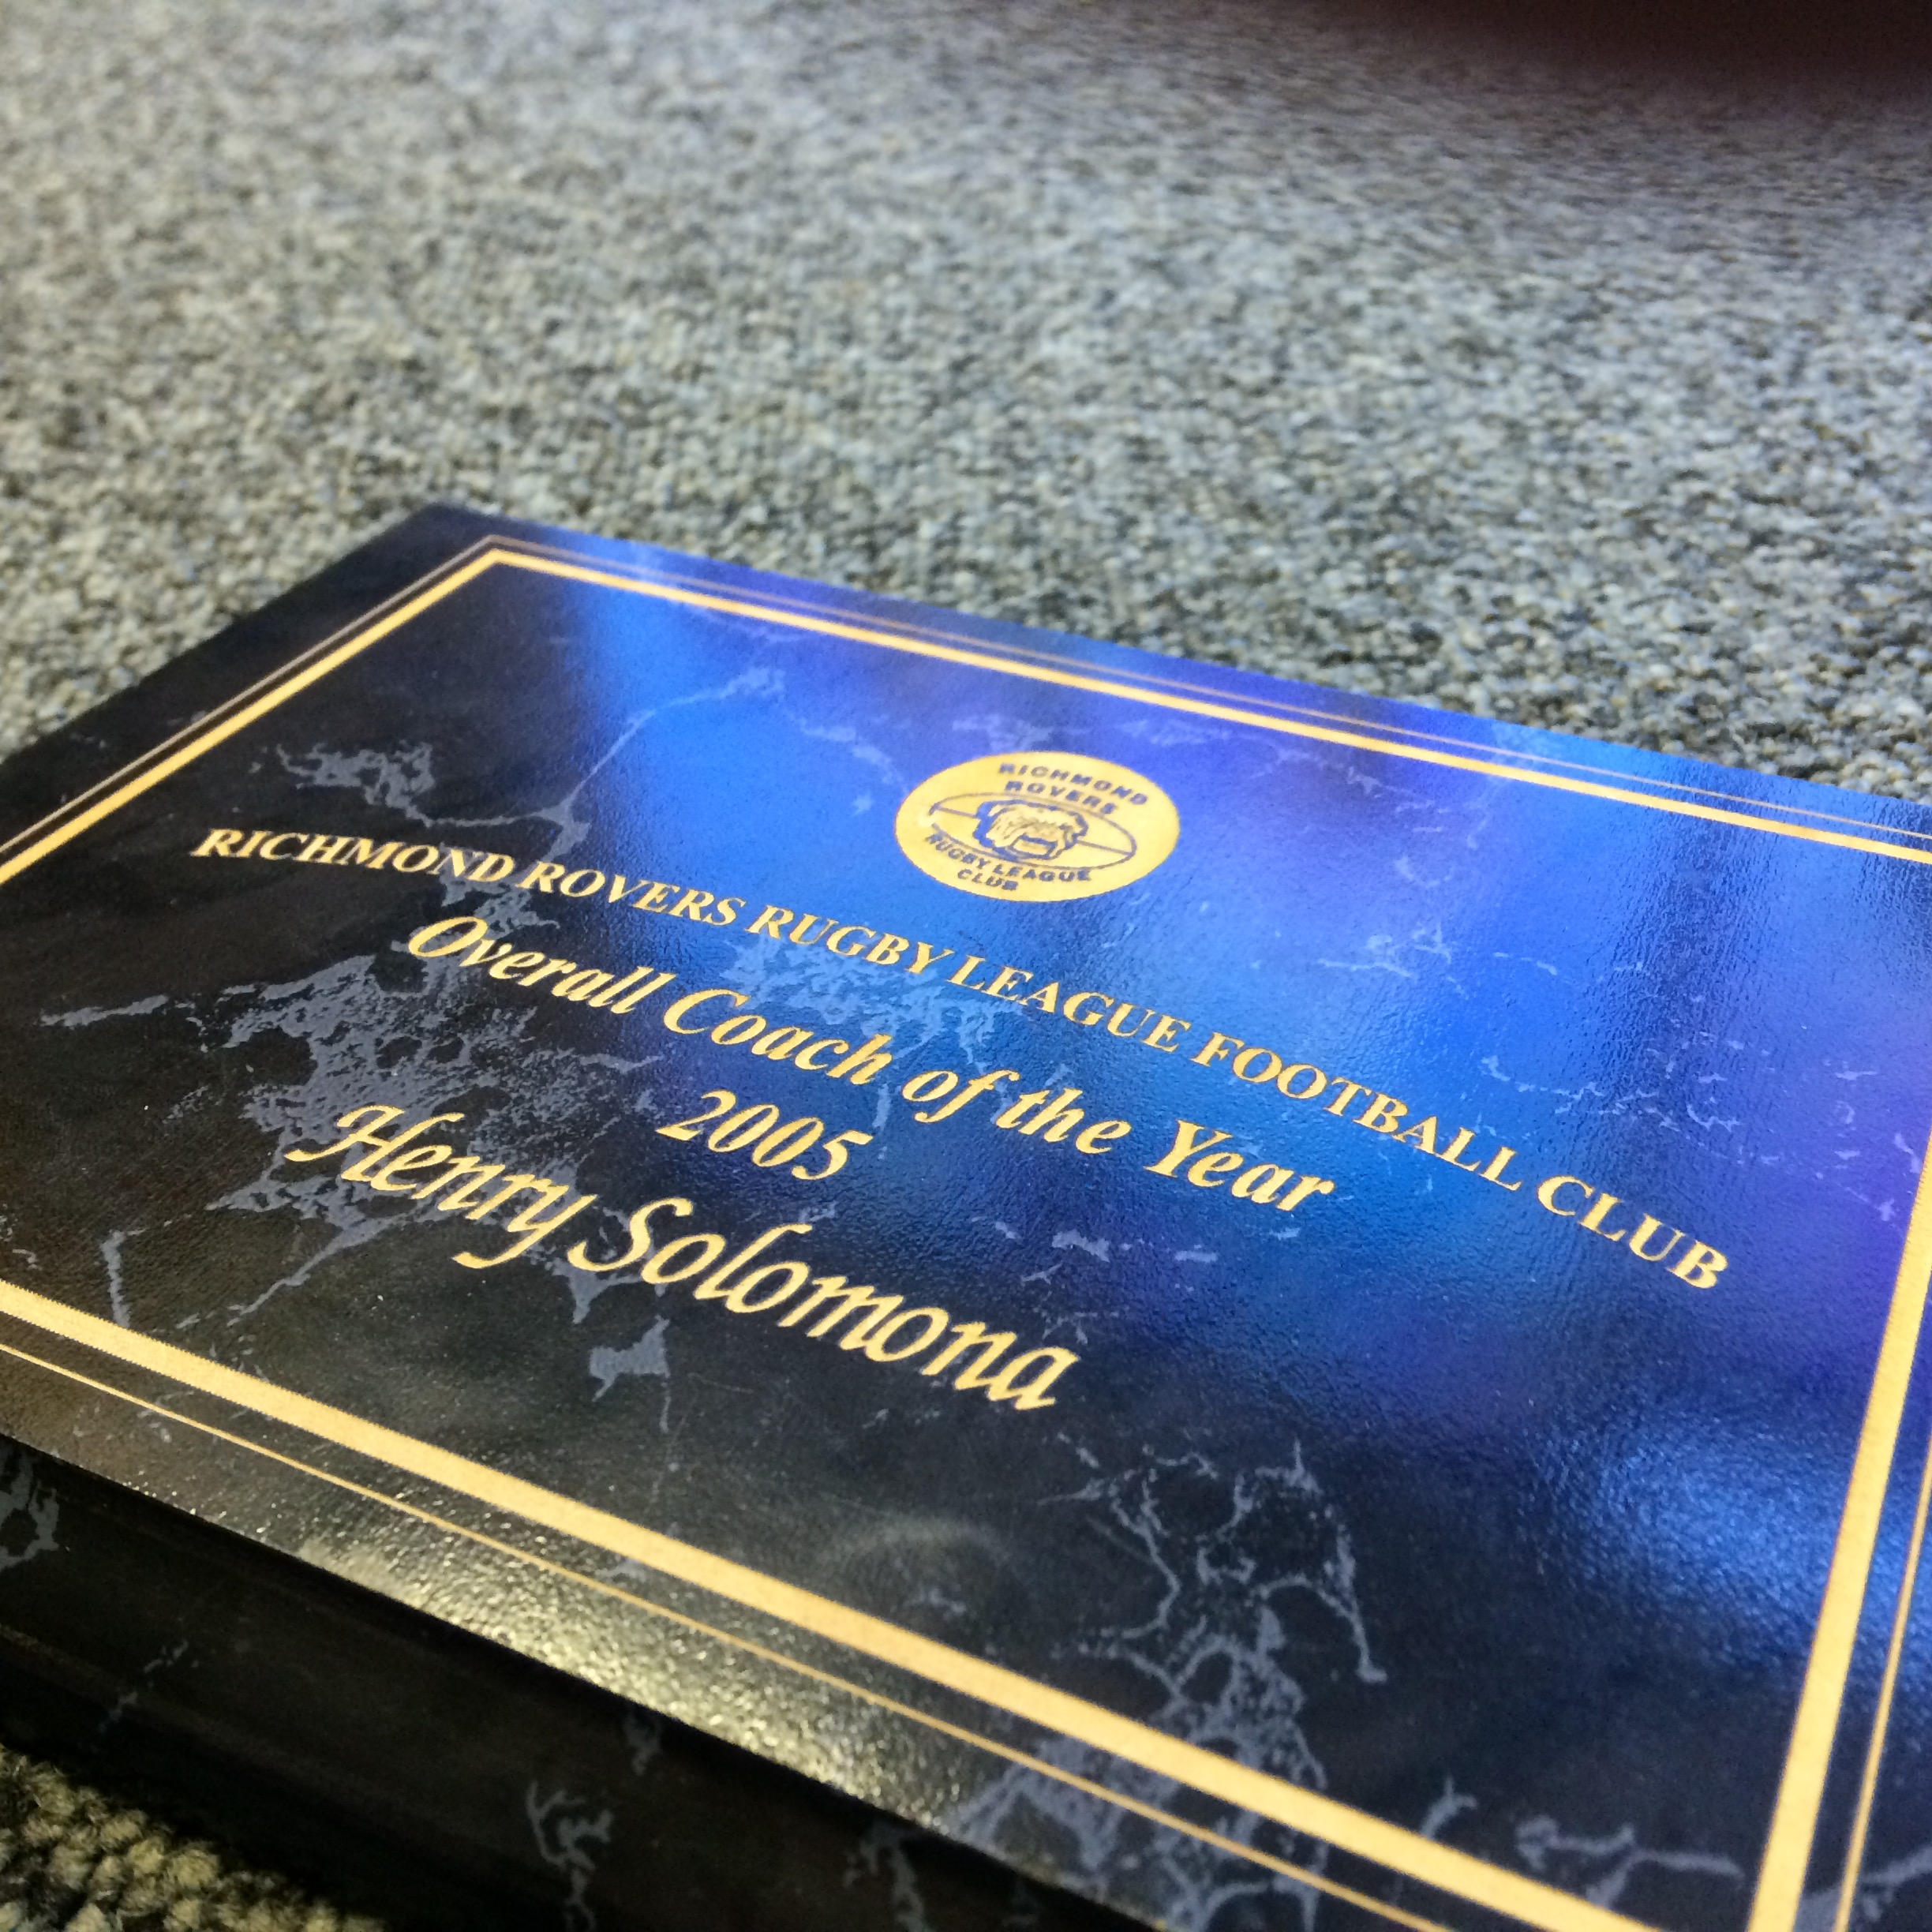 RICHMOND
ROVERS
RUGBY LEAGUE
CLUB
RICHMOND ROVERS RUGBY LEAGUE FOOTBALL CLUB
Overall Coach of the Year
2005
Henry Solomona